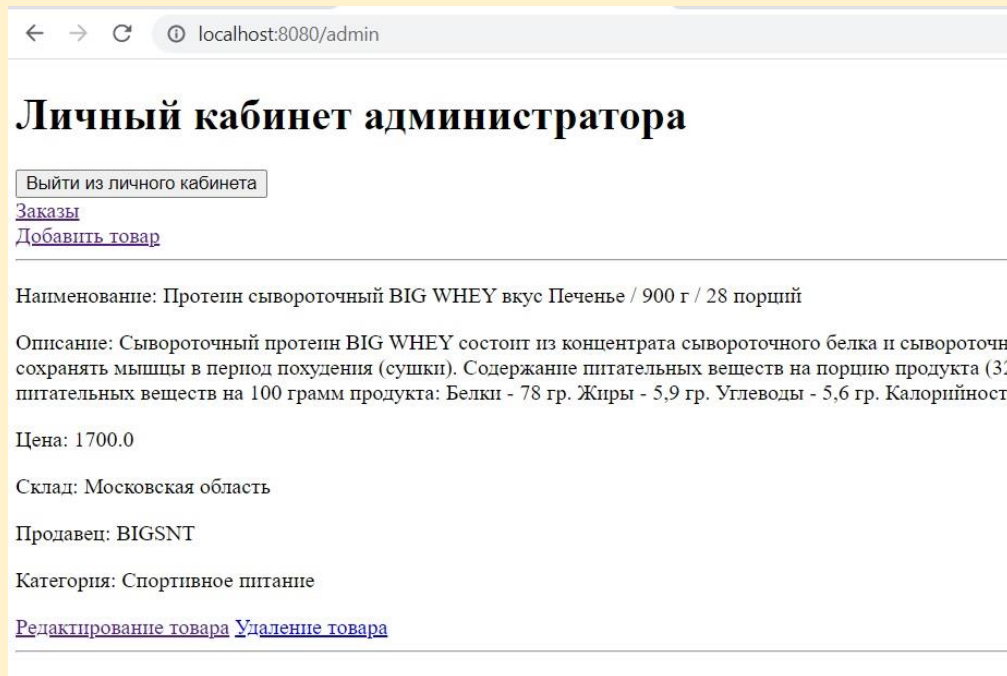 localhost:8080/admin
Личный кабинет администратора
Выйти из личного кабинета
Заказы
Добавить товар
Наименование: Протеин сывороточный BIG WHEY вкус Печенье / 900 г / 28 порций
Описание: Сывороточный протеин BIG WHEY состоит из концентрата сывороточного белка и сывороточн
сохранять мышцы в период похудения (сушки). Содержание питательных веществ на порцию продукта (32
питательных веществ на 100 грамм продукта: Белки - 78 гр. Жиры - 5,9 гр. Углеводы - 5,6 гр. Калорийност
Цена: 1700.0
Склад: Московская область
Продавец: BIGSNT
Категория: Спортивное питание
Редактирование товара Удаление товара